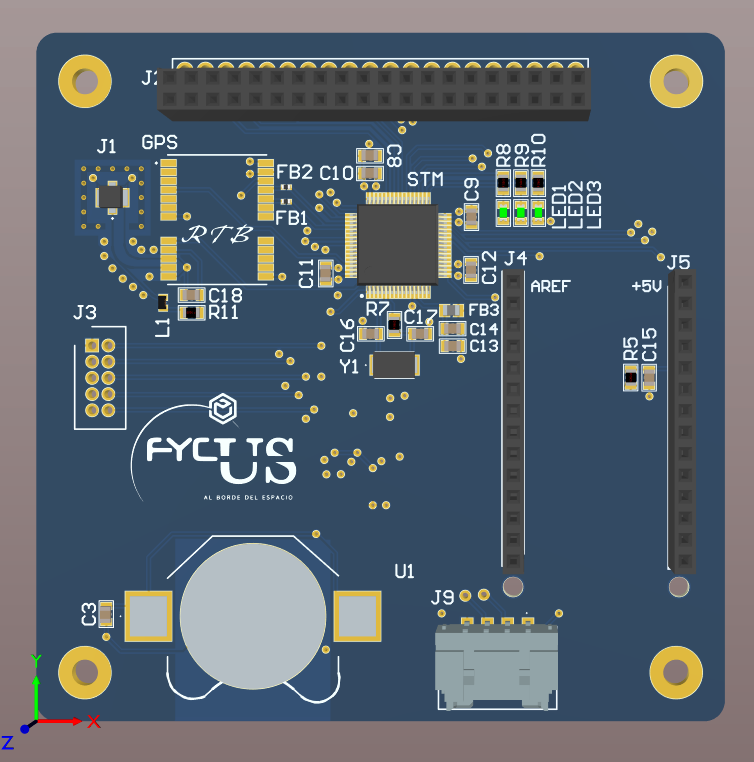 J2
J1
GPS
FB2
C10
C8
STM
C9
R8
R9
R10
FB1
LED1
LED2
LED3
RTB
C11
C12
J4
J5
AREF
+5V
C18
R11
L1
J3
R7
C17
FB3
C16
C14
C13
Y1
R5
C15
FYCUS
AL BORDE DEL ESPACIO
U1
J9
C3
Y
X
Z